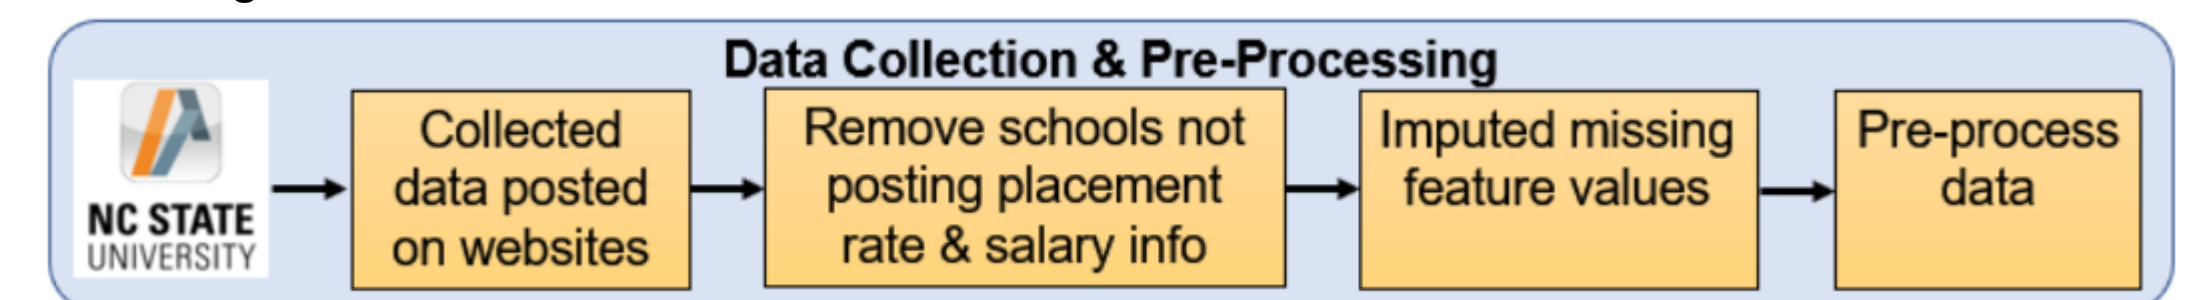 Data Collection & Pre-Processing
NC STATE
UNIVERSITY
Collected
data posted
on websites
Remove schools not
posting placement
rate & salary info
Imputed missing
feature values
Pre-process
data